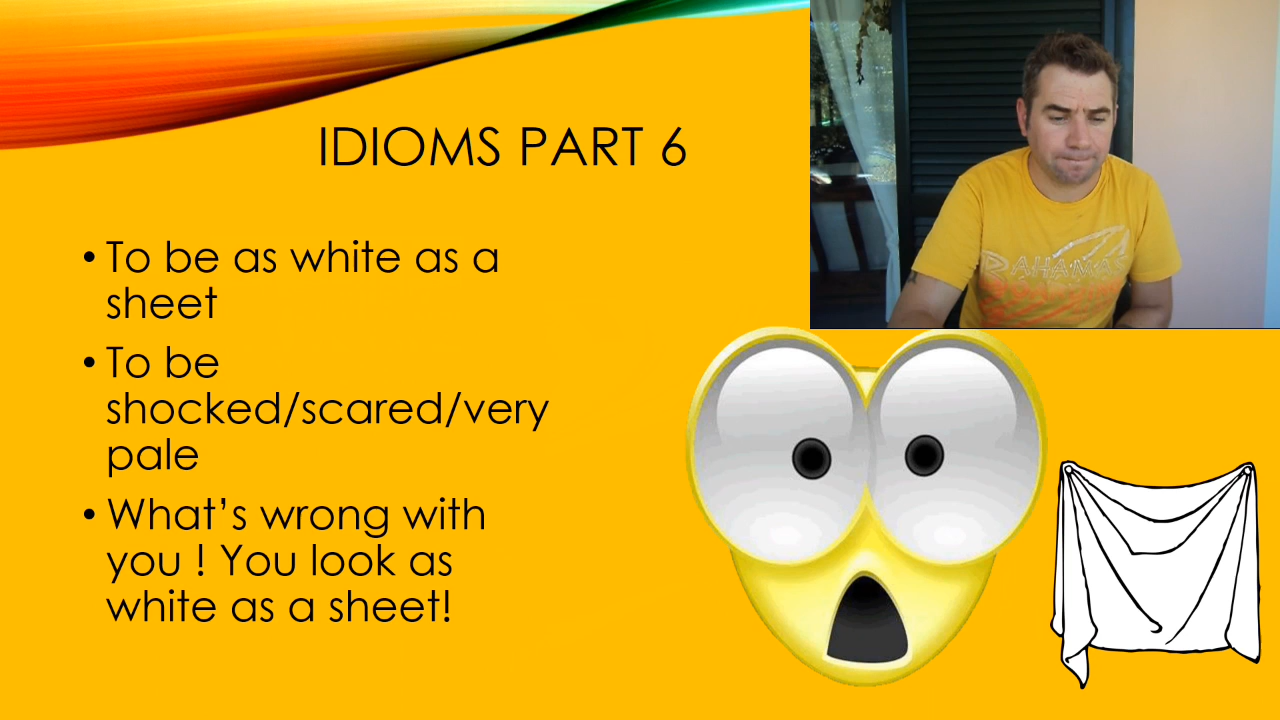 IDIOMS PART 6
• To be as white as a
sheet
• To be
shocked/scared/very
pale
• What's wrong with
you ! You look as
white as a sheet!
BAHAMAS